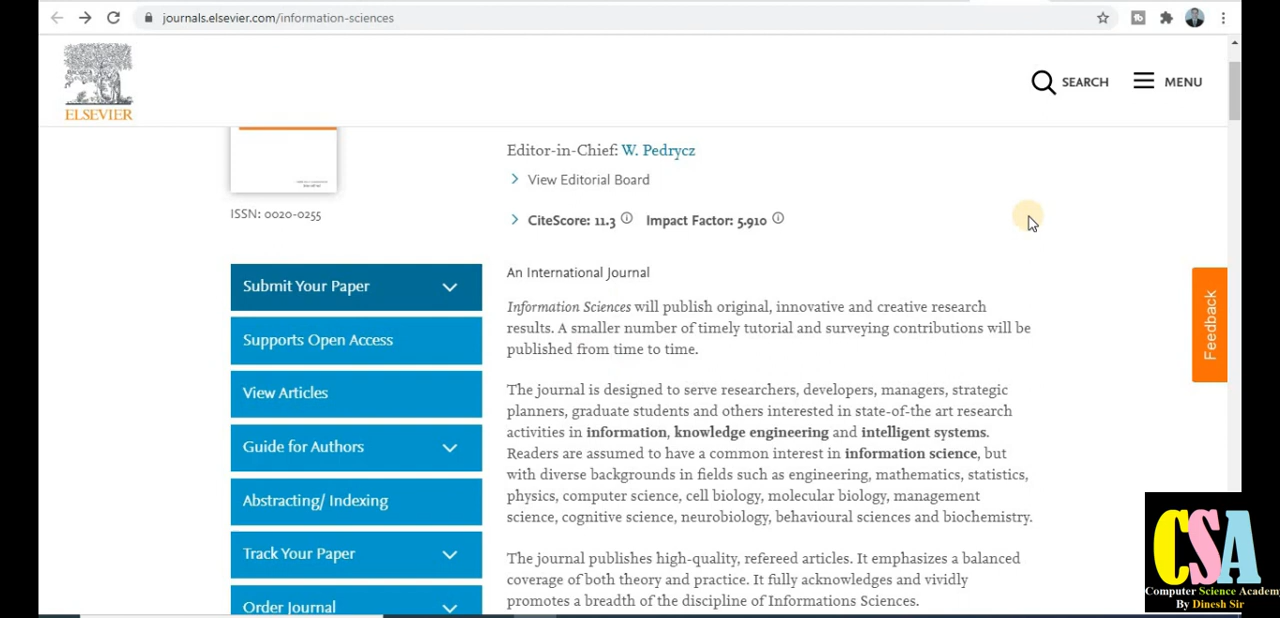 journals.elsevier.com/information-sciences
ELSEVIER
SEARCH
MENU
Editor-in-Chief: W. Pedrycz
View Editorial Board
ISSN: 0020-0255
CiteScore: 11.3 Impact Factor: 5.910
Submit Your Paper
Supports Open Access
View Articles
Guide for Authors
Abstracting/ Indexing
Track Your Paper
Order Journal
An International Journal
Information Sciences will publish original, innovative and creative research
results. A smaller number of timely tutorial and surveying contributions will be
published from time to time.
The journal is designed to serve researchers, developers, managers, strategic
planners, graduate students and others interested in state-of-the art research
activities in information, knowledge engineering and intelligent systems.
Readers are assumed to have a common interest in information science, but
with diverse backgrounds in fields such as engineering, mathematics, statistics,
physics, computer science, cell biology, molecular biology, management
science, cognitive science, neurobiology, behavioural sciences and biochemistry.
The journal publishes high-quality, refereed articles. It emphasizes a balanced
coverage of both theory and practice. It fully acknowledges and vividly
promotes a breadth of the discipline of Informations Sciences.
Feedback
CSA
Computer Science Academ
By Dinesh Sir